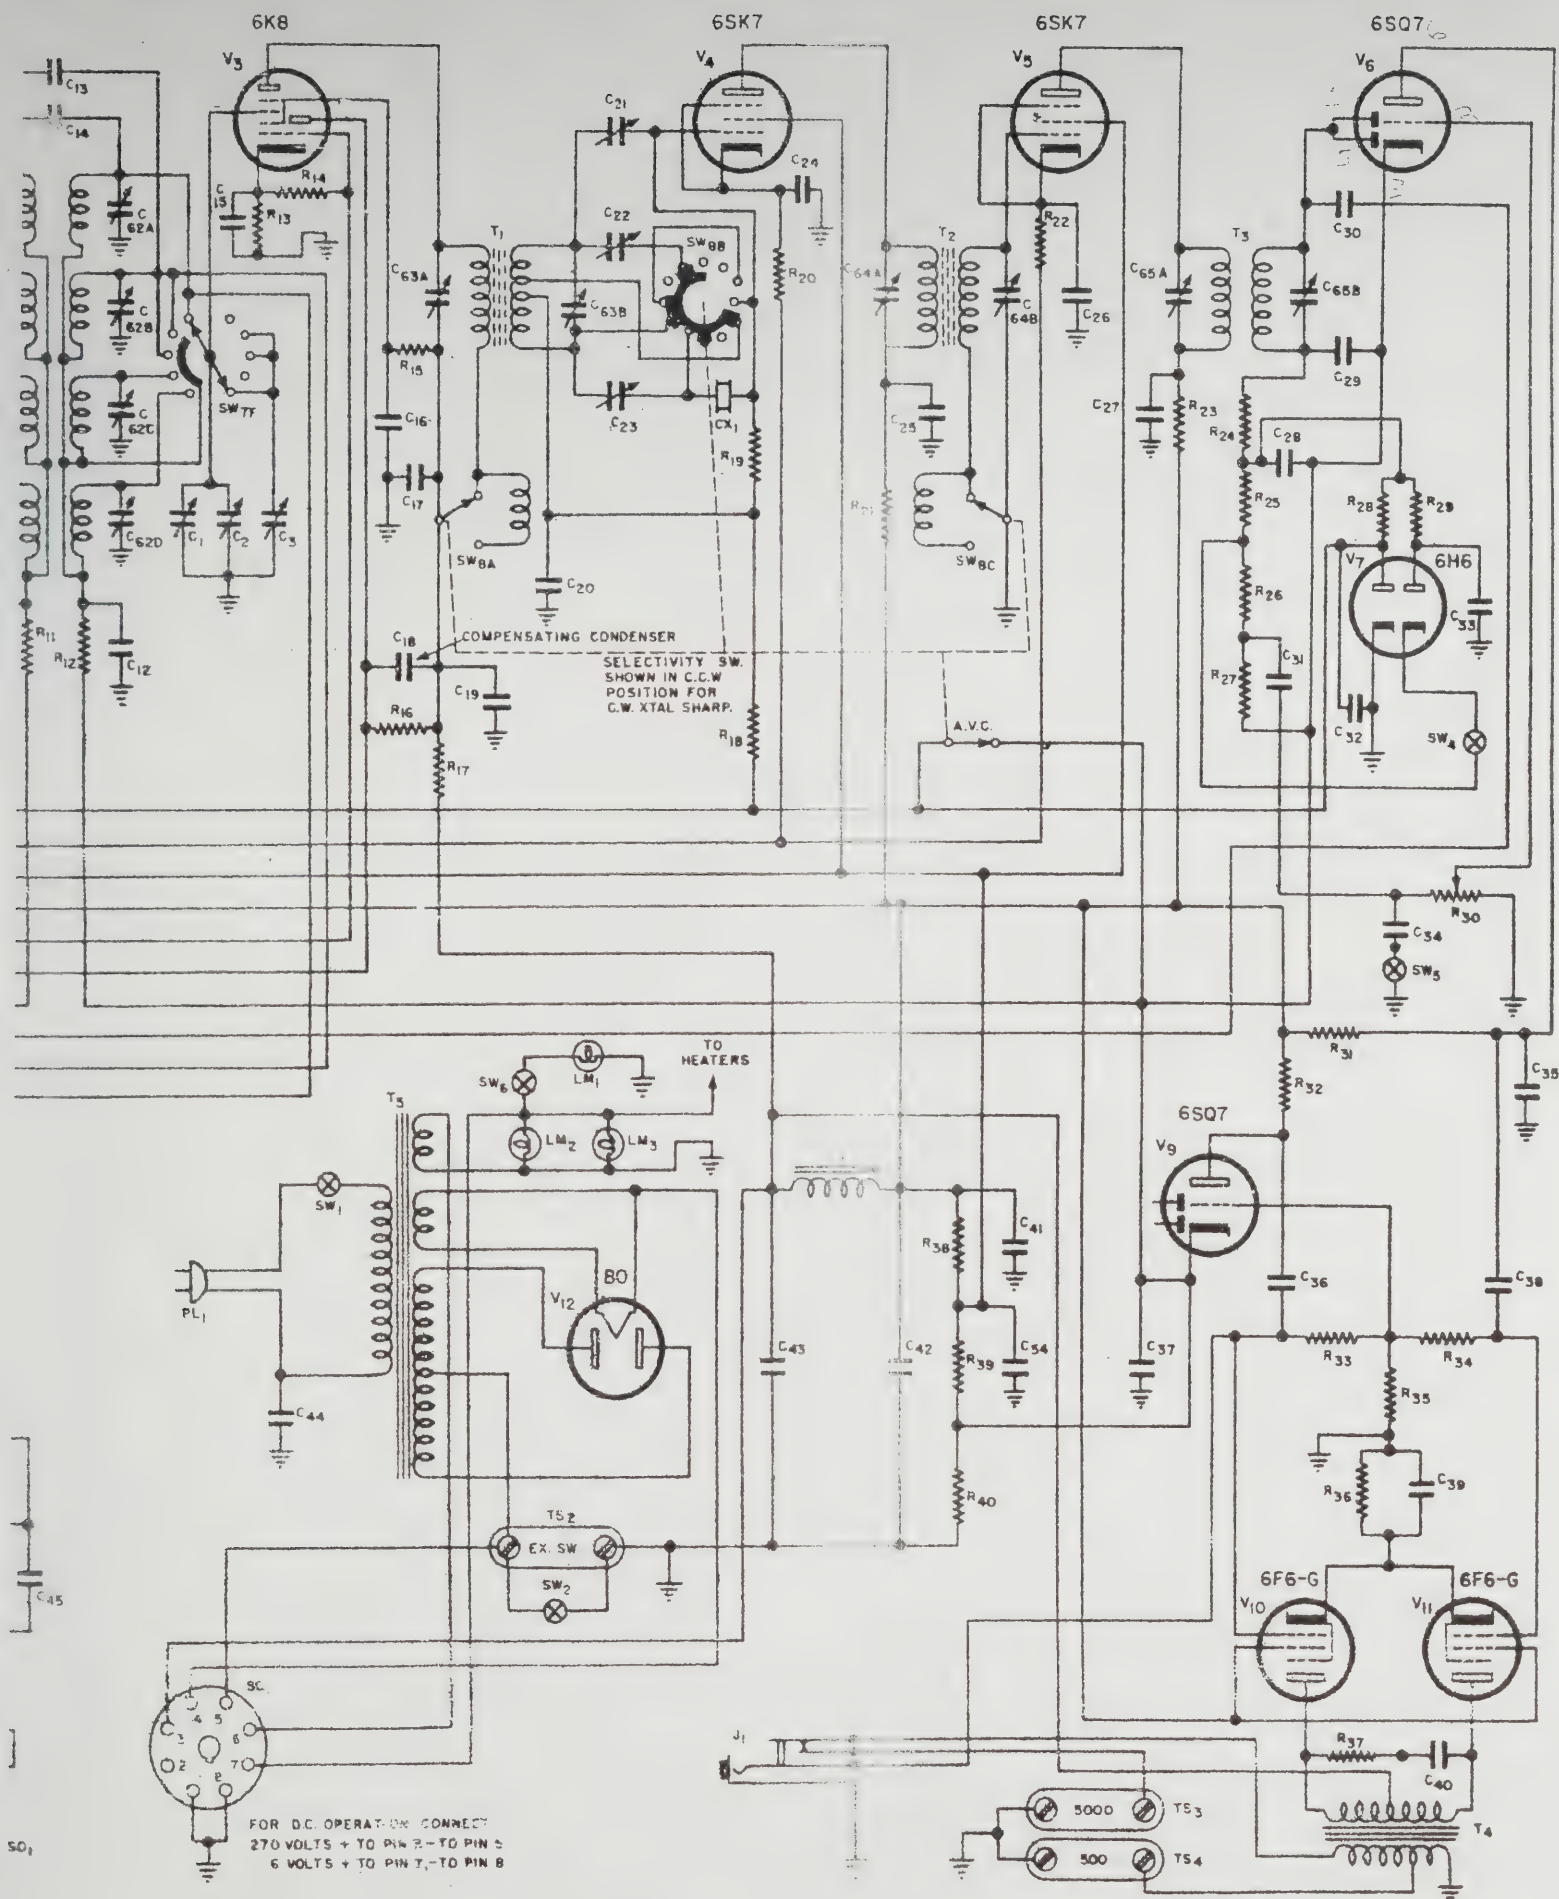 6K8
6SK7
6SK7
6SQ7
V3
V4
V5
V6
C13
C14
C21
C24
R14
C15
R13
C62A
C22
SW8B
T1
T2
T3
R22
C30
C63A
R20
C64A
C64B
C26
C65A
C65B
C62B
C63B
R15
C29
SW7F
C62C
C16
C23
CX1
C25
C27
R23
R24
C28
R19
C17
R25
R28
R29
C62D
C1
C2
C3
R21
V7
6H6
SW8A
SW8C
C20
R26
C33
R11
R12
C12
C18
COMPENSATING CONDENSER
SELECTIVITY SW.
SHOWN IN C.C.W
POSITION FOR
C.W. XTAL SHARP.
C31
R27
C19
R16
R18
A.V.C.
C32
SW4
R17
R30
C34
SW5
TO
HEATERS
R31
SW6
LM1
R32
C35
T5
6SQ7
LM2
LM3
V9
SW1
C41
R38
80
V12
C36
C38
PL1
C43
C42
R39
C54
C37
R33
R34
R35
C44
R36
C39
R40
TS2
EX. SW
SW2
C45
6F6-G
6F6-G
V10
V11
4
5
3
6
2
7
8
J1
R37
C40
5000
TS3
T4
500
TS4
FOR D.C. OPERATION CONNECT
270 VOLTS + TO PIN 3 - TO PIN 5
6 VOLTS + TO PIN 7, - TO PIN 8
SO1